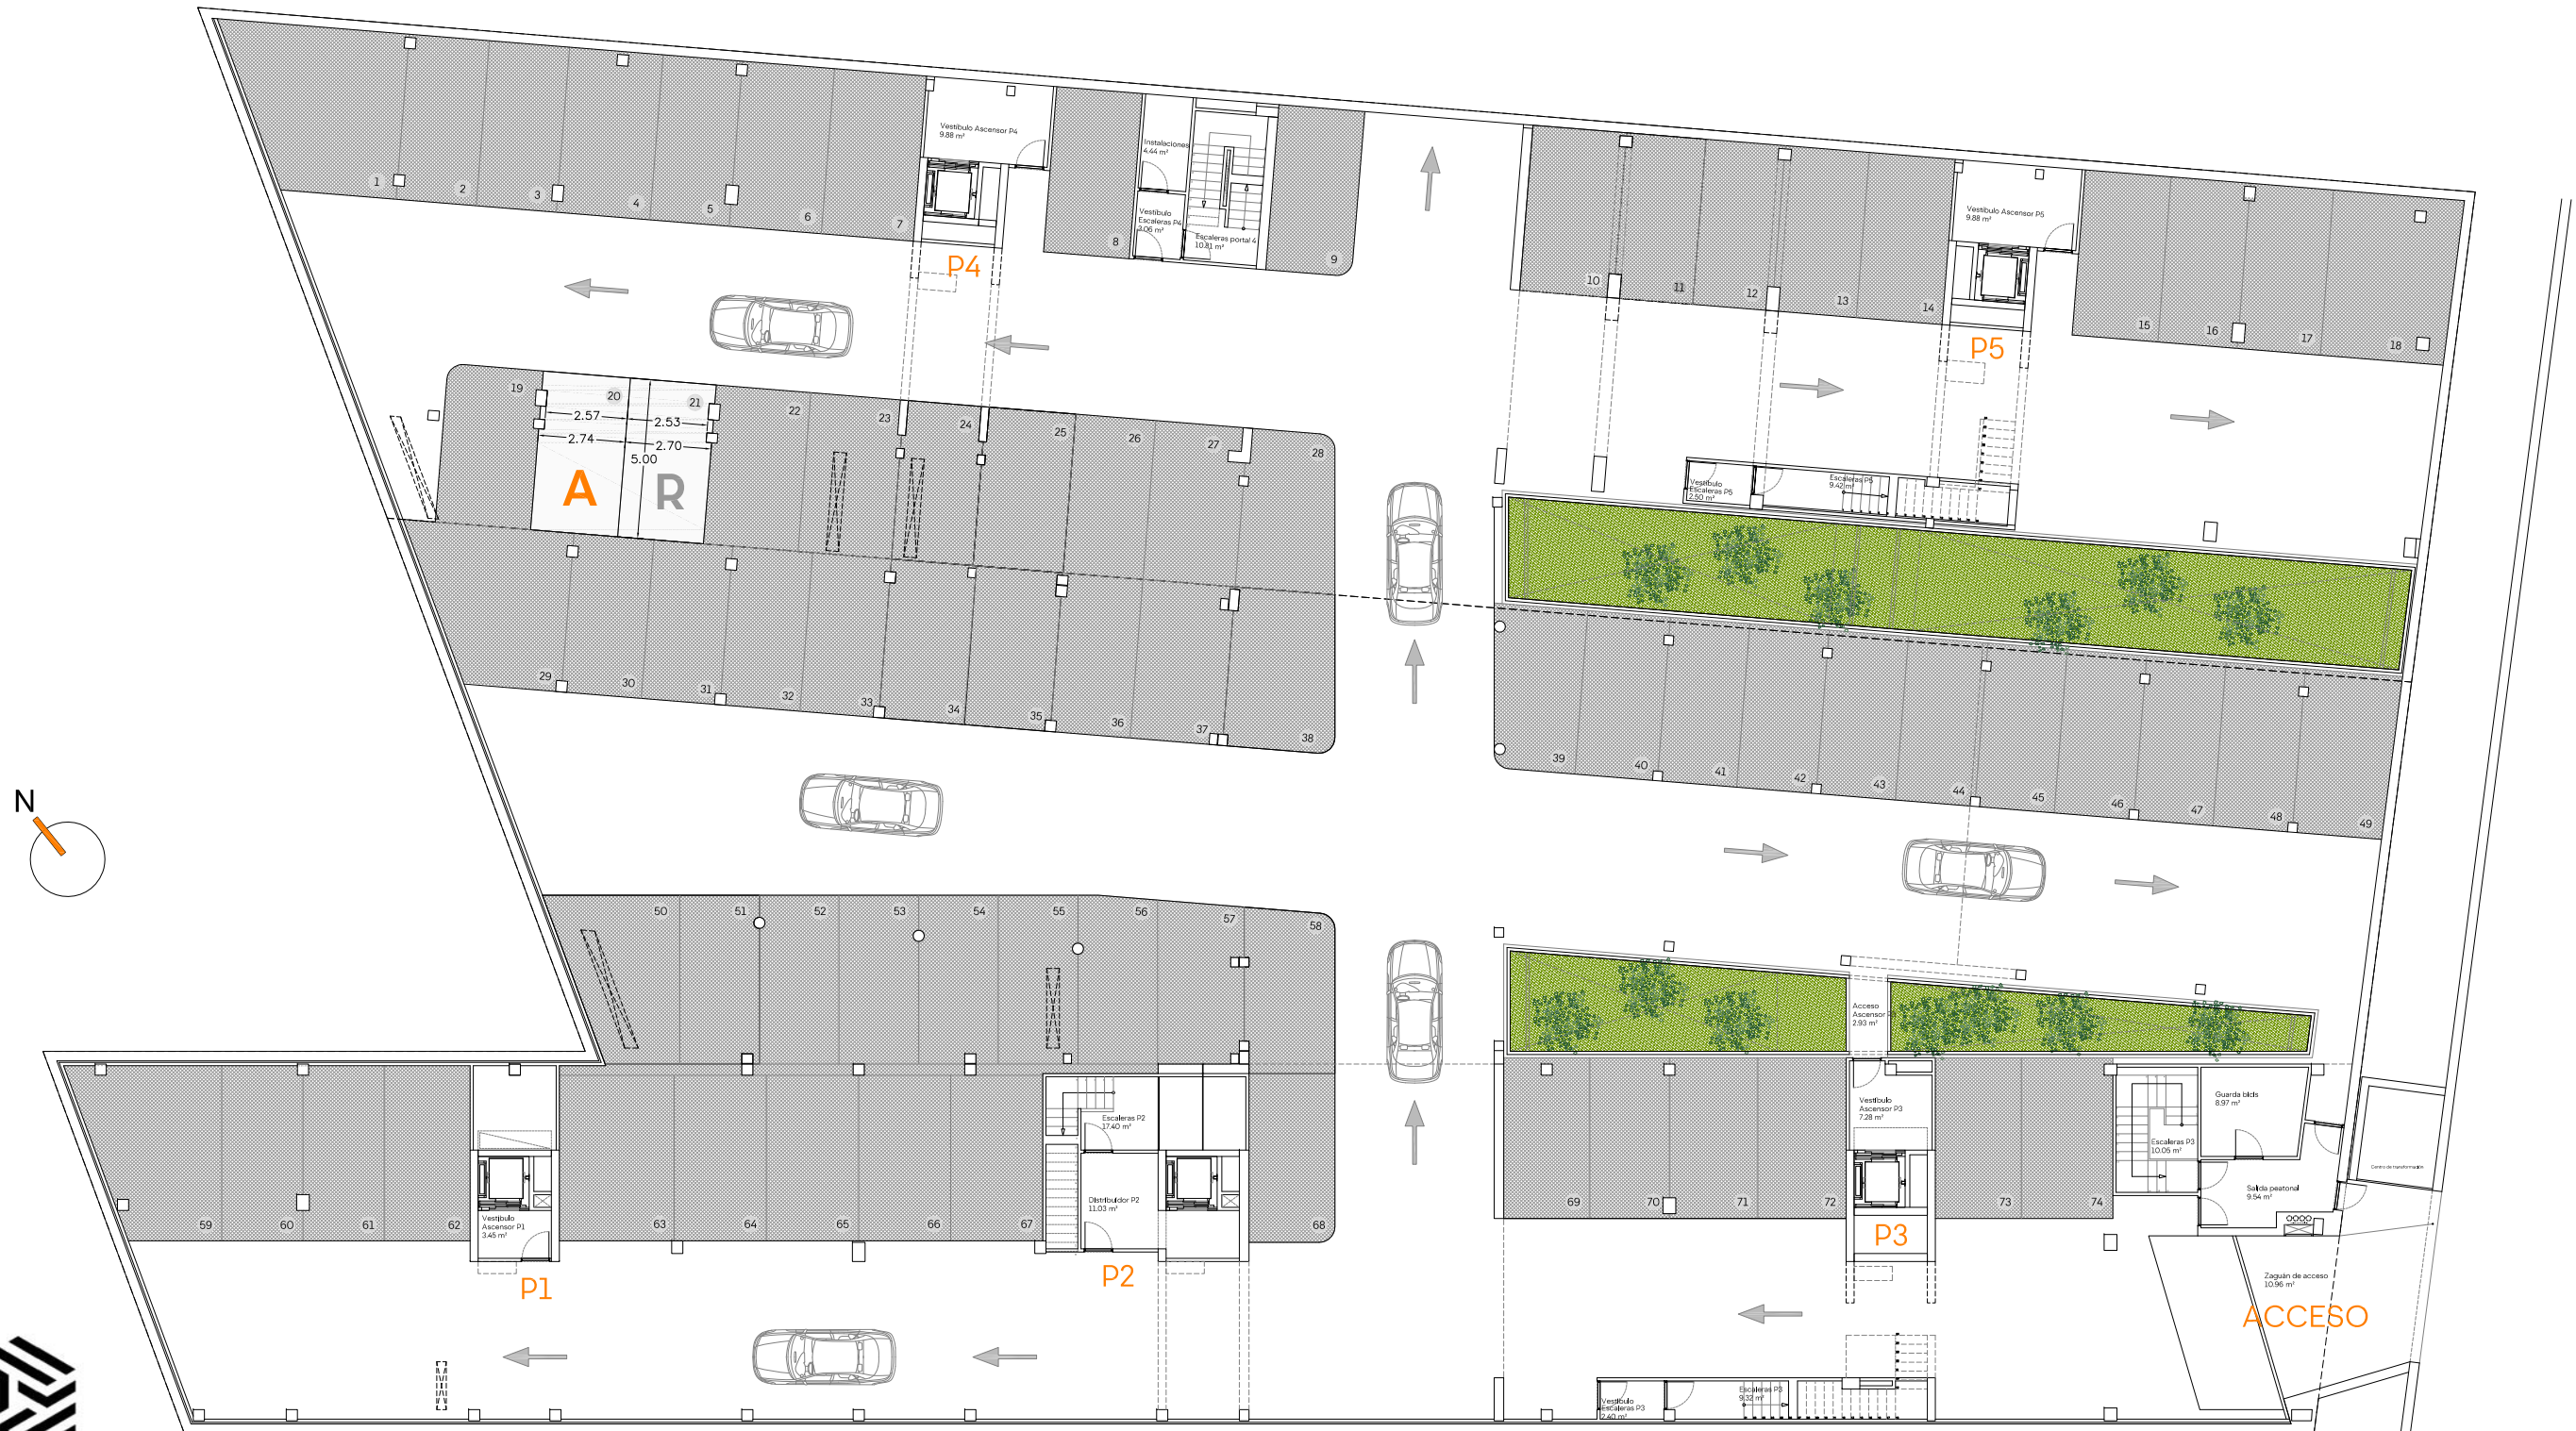 Vestíbulo Ascensor P4
9.88 m²
Instalaciones
4.44 m²
Vestíbulo
Escaleras P4
3.06 m²
Escaleras portal 4
10.81 m²
Vestíbulo Ascensor P5
9.88 m²
1
2
3
4
5
6
7
8
9
10
11
12
13
14
15
16
17
18
P4
P5
19
20
21
22
23
24
25
26
27
28
2.57
2.53
2.74
2.70
5.00
A
R
Vestíbulo
Escaleras P5
2.50 m²
Escaleras P5
9.42 m²
29
30
31
32
33
34
35
36
37
38
39
40
41
42
43
44
45
46
47
48
49
N
50
51
52
53
54
55
56
57
58
Acceso
Ascensor
2.93 m²
Escaleras P2
17.40 m²
Distribuidor P2
11.03 m²
Vestíbulo
Ascensor P1
3.45 m²
Vestíbulo
Ascensor P3
7.28 m²
Guarda bicis
8.97 m²
Escaleras P3
10.05 m²
Centro de transformación
Salida peatonal
9.54 m²
59
60
61
62
63
64
65
66
67
68
69
70
71
72
73
74
P1
P2
P3
Zaguán de acceso
10.96 m²
ACCESO
Vestíbulo
Escaleras P3
2.40 m²
Escaleras P3
9.32 m²